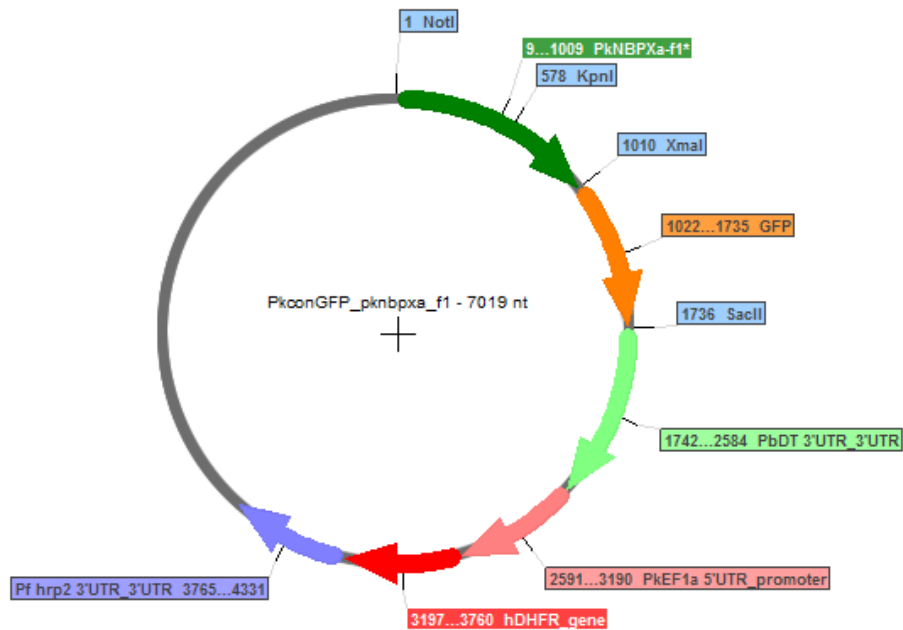 1 NotI
9...1009 PkNBPXa-f1*
578 KpnI
1010 XmaI
1022...1735 GFP
PkconGFP_pknbpxa_f1 - 7019 nt
1736 SacII
1742...2584 PbDT 3'UTR_3'UTR
2591...3190 PkEF1a 5'UTR_promoter
Pf hrp2 3'UTR_3'UTR 3765...4331
3197...3760 hDHFR_gene